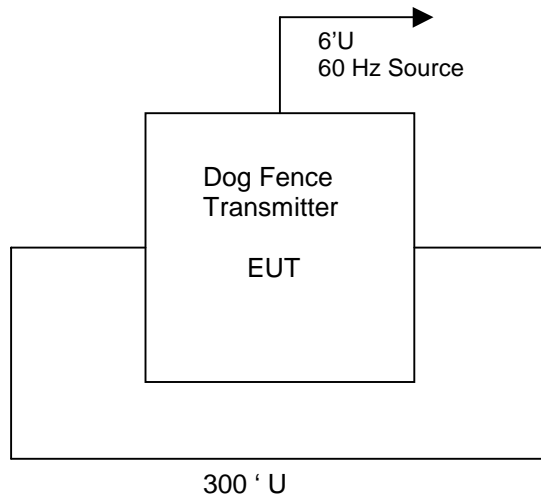 6’U
60 Hz Source
Dog Fence
Transmitter
EUT
300 ‘ U